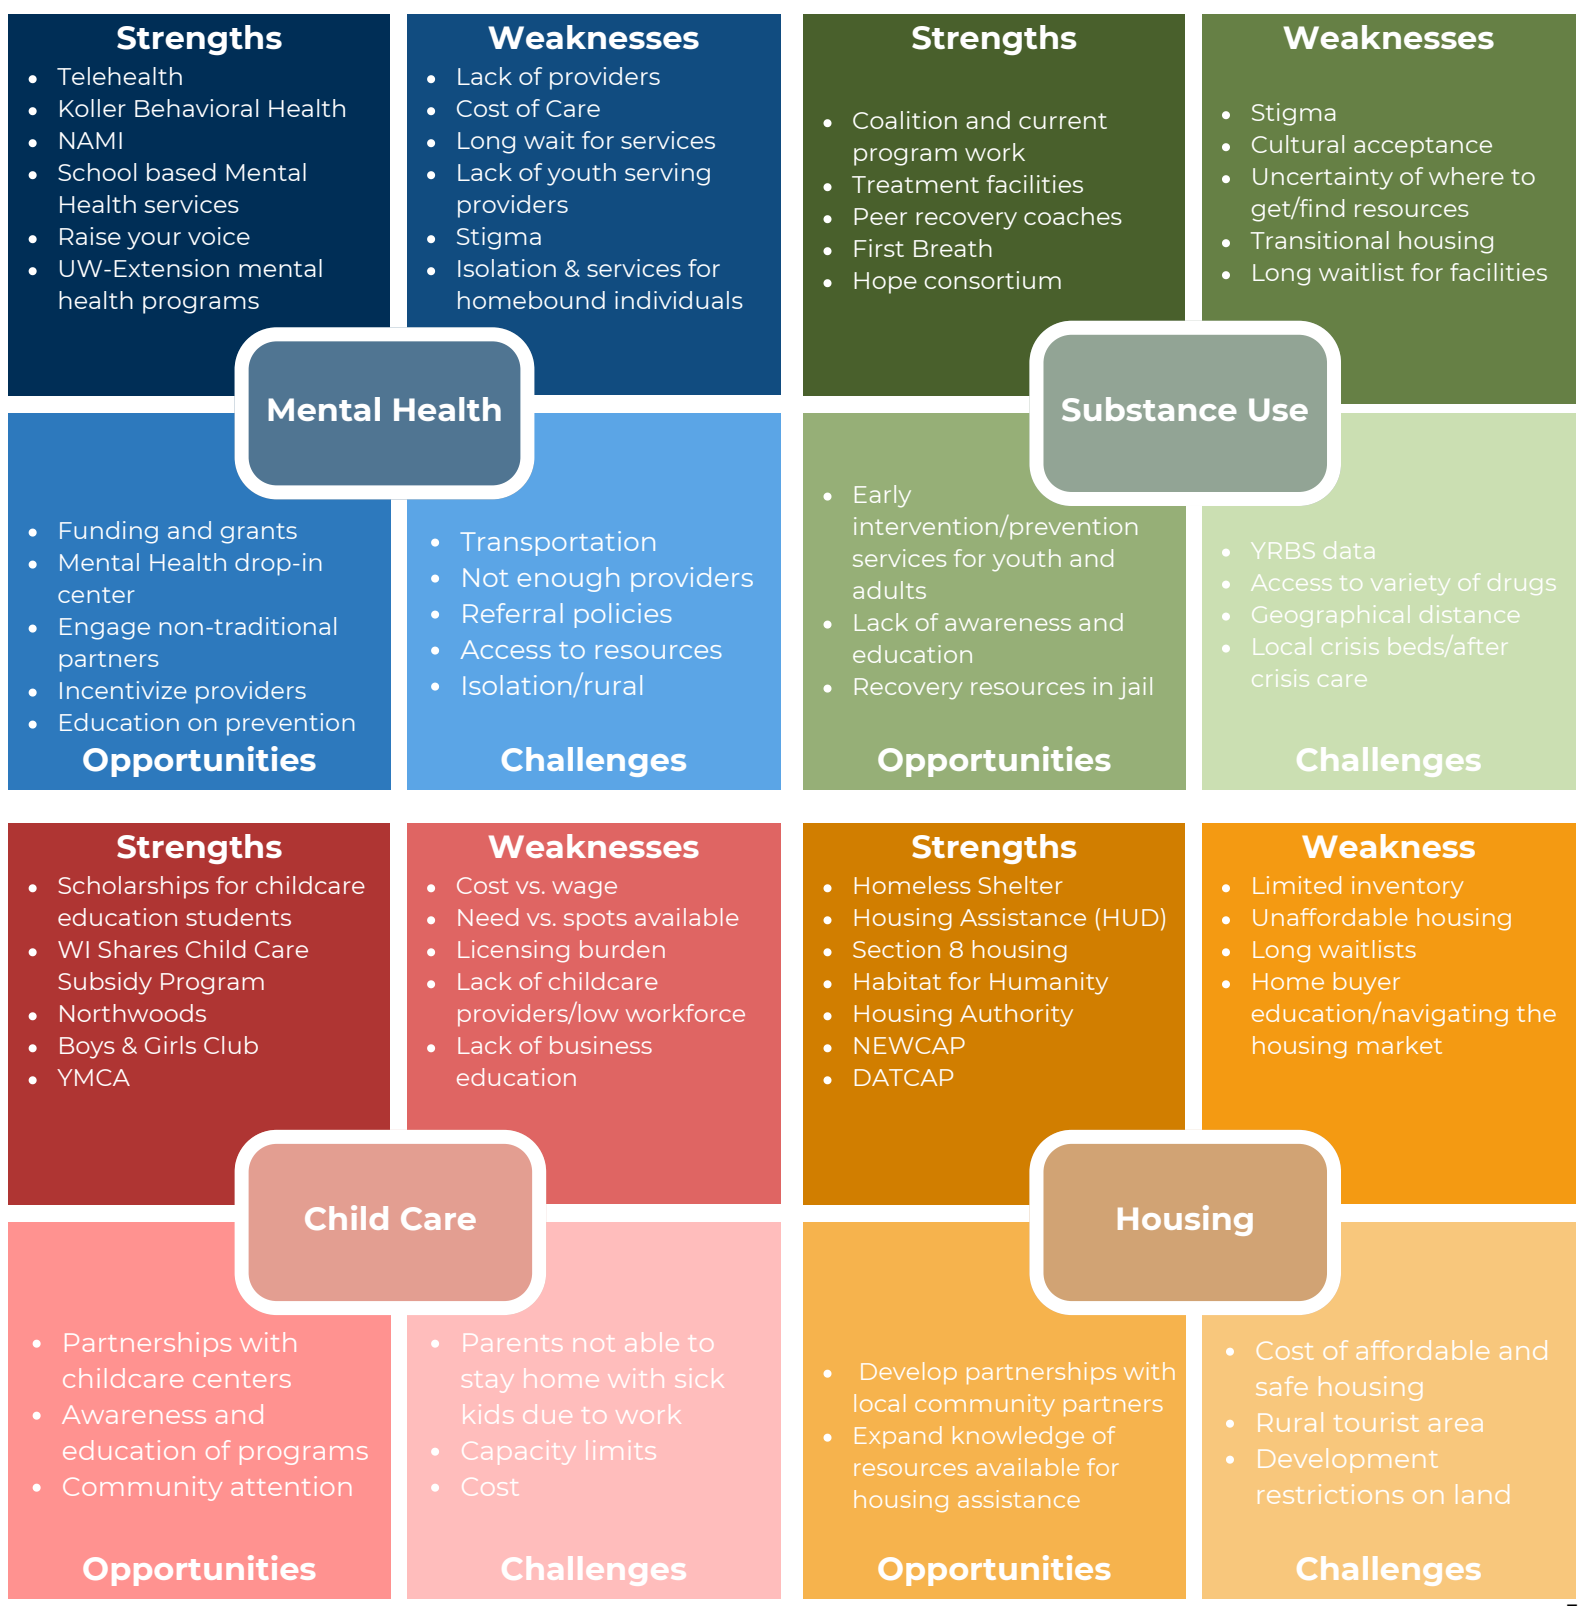 Strengths
• Telehealth
• Koller Behavioral Health
• NAMI
• School based Mental
Health services
• Raise your voice
• UW-Extension mental
health programs
Weaknesses
• Lack of providers
• Cost of Care
• Long wait for services
• Lack of youth serving
providers
• Stigma
• Isolation & services for
homebound individuals
Mental Health
• Funding and grants
• Mental Health drop-in
center
• Engage non-traditional
partners
• Incentivize providers
• Education on prevention
Opportunities
• Transportation
• Not enough providers
• Referral policies
• Access to resources
• Isolation/rural
Challenges
Strengths
• Coalition and current
program work
• Treatment facilities
• Peer recovery coaches
• First Breath
• Hope consortium
Weaknesses
• Stigma
• Cultural acceptance
• Uncertainty of where to
get/find resources
• Transitional housing
• Long waitlist for facilities
Substance Use
• Early
intervention/prevention
services for youth and
adults
• Lack of awareness and
education
• Recovery resources in jail
Opportunities
• YRBS data
• Access to variety of drugs
• Geographical distance
• Local crisis beds/after
crisis care
Challenges
Strengths
• Scholarships for childcare
education students
• WI Shares Child Care
Subsidy Program
• Northwoods
• Boys & Girls Club
• YMCA
Weaknesses
• Cost vs. wage
• Need vs. spots available
• Licensing burden
• Lack of childcare
providers/low workforce
• Lack of business
education
Child Care
• Partnerships with
childcare centers
• Awareness and
education of programs
• Community attention
Opportunities
• Parents not able to
stay home with sick
kids due to work
• Capacity limits
• Cost
Challenges
Strengths
• Homeless Shelter
• Housing Assistance (HUD)
• Section 8 housing
• Habitat for Humanity
• Housing Authority
• NEWCAP
• DATCAP
Weakness
• Limited inventory
• Unaffordable housing
• Long waitlists
• Home buyer
education/navigating the
housing market
Housing
• Develop partnerships with
local community partners
• Expand knowledge of
resources available for
housing assistance
Opportunities
• Cost of affordable and
safe housing
• Rural tourist area
• Development
restrictions on land
Challenges